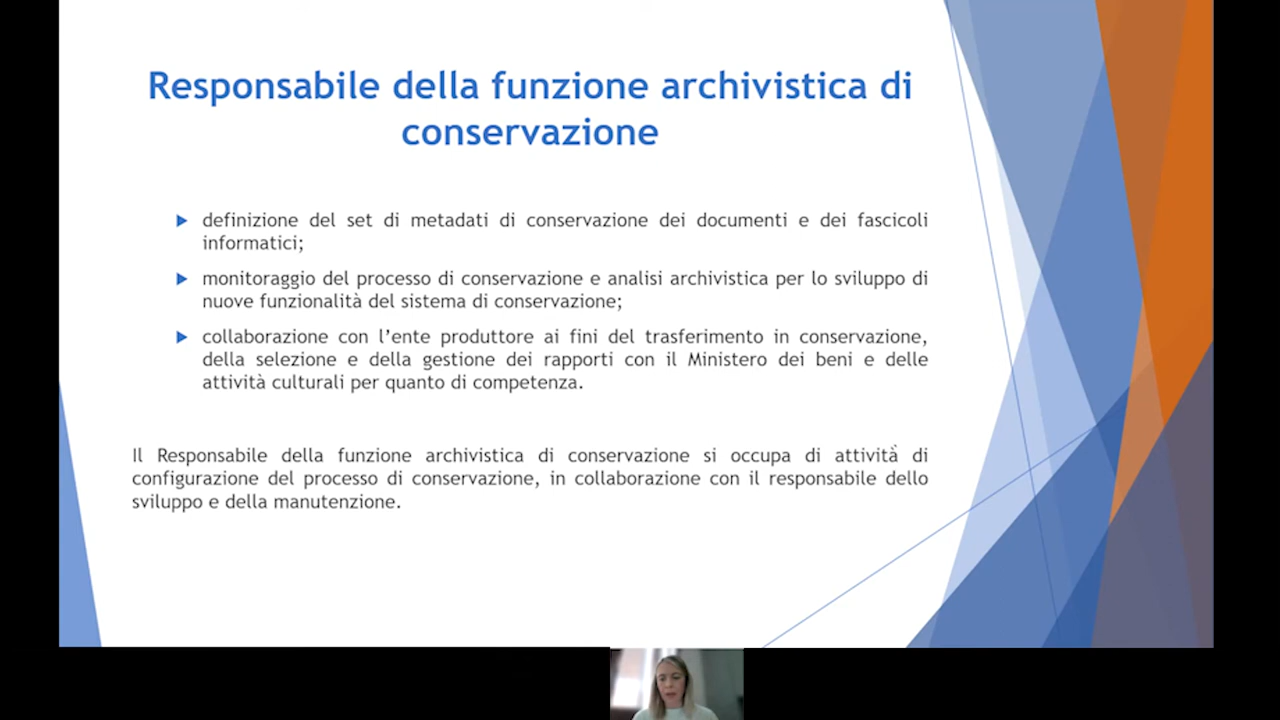 Responsabile della funzione archivistica di
conservazione
definizione del set di metadati di conservazione dei documenti e dei fascicoli
informatici;
monitoraggio del processo di conservazione e analisi archivistica per lo sviluppo di
nuove funzionalità del sistema di conservazione;
collaborazione con l’ente produttore ai fini del trasferimento in conservazione,
della selezione e della gestione dei rapporti con il Ministero dei beni e delle
attività culturali per quanto di competenza.
Il Responsabile della funzione archivistica di conservazione si occupa di attività di
configurazione del processo di conservazione, in collaborazione con il responsabile dello
sviluppo e della manutenzione.